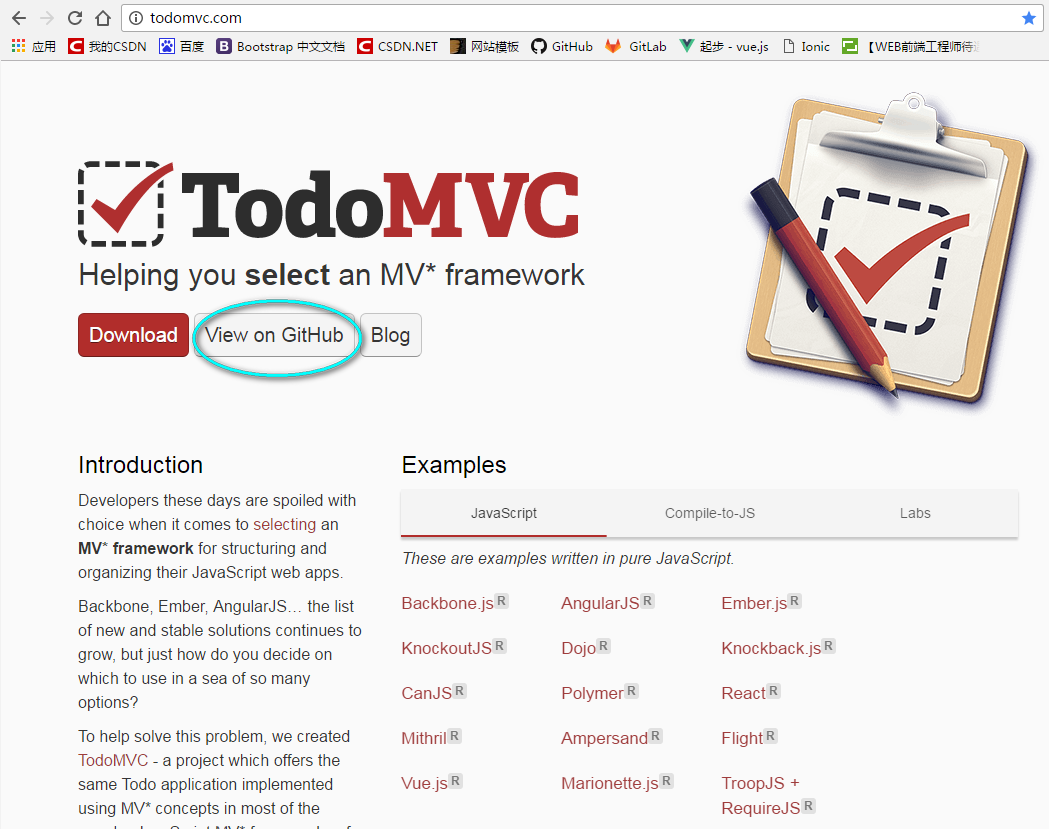 todomvc.com
应用 我的CSDN 百度 Bootstrap 中文文档 CSDN.NET 网站模板 GitHub GitLab 起步 - vue.js Ionic 【WEB前端工程师待
TodoMVC
Helping you select an MV* framework
Download View on GitHub Blog
Introduction
Developers these days are spoiled with
choice when it comes to selecting an
MV* framework for structuring and
organizing their JavaScript web apps.
Backbone, Ember, AngularJS… the list
of new and stable solutions continues to
grow, but just how do you decide on
which to use in a sea of so many
options?
To help solve this problem, we created
TodoMVC - a project which offers the
same Todo application implemented
using MV* concepts in most of the
Examples
JavaScript Compile-to-JS Labs
These are examples written in pure JavaScript.
Backbone.js R AngularJS R Ember.js R
KnockoutJS R Dojo R Knockback.js R
CanJS R Polymer R React R
Mithril R Ampersand R Flight R
Vue.js R Marionette.js R TroopJS +
RequireJS R